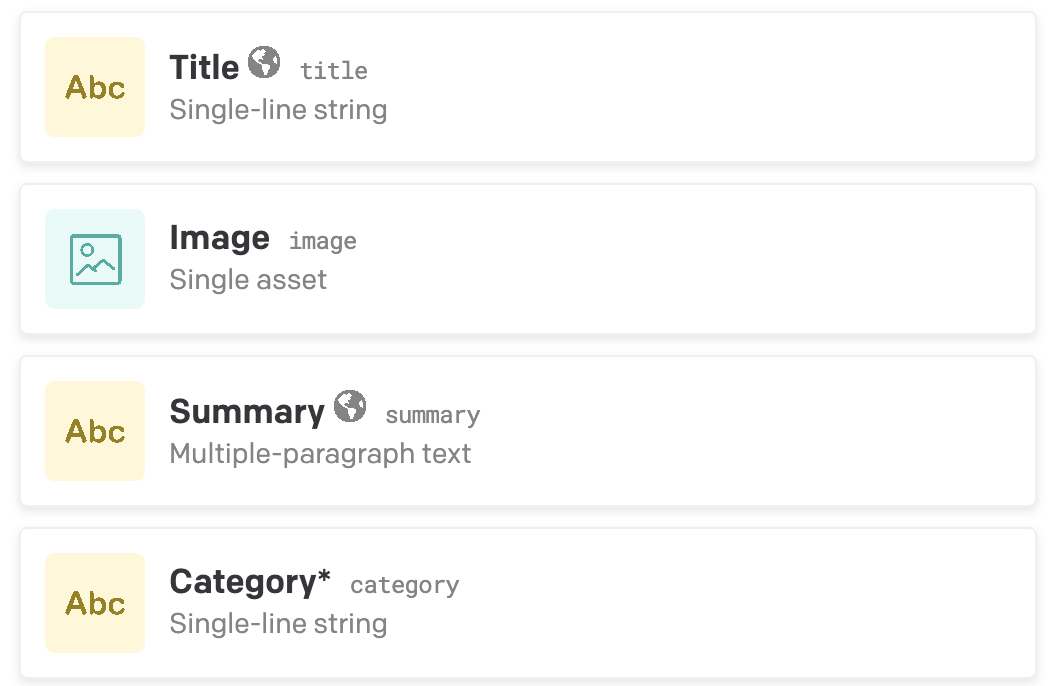 Abc
Title title
Single-line string
Image image
Single asset
Abc
Summary summary
Multiple-paragraph text
Abc
Category* category
Single-line string